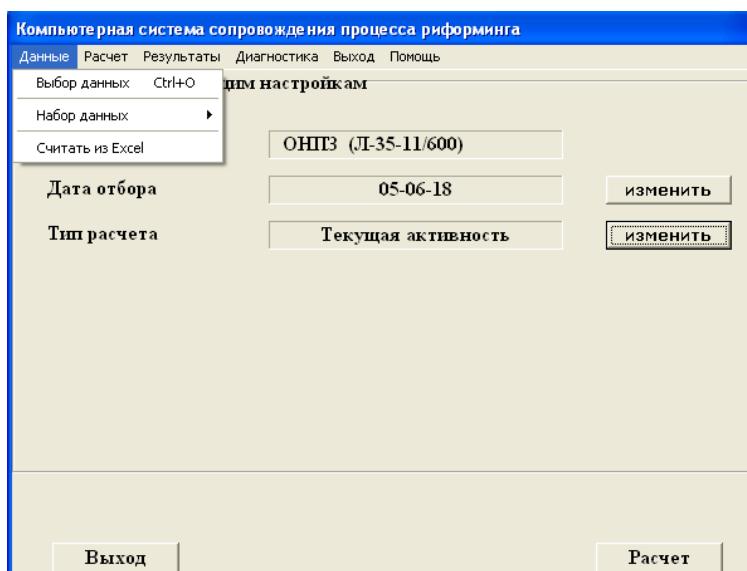 Компьютерная система сопровождения процесса риформинга
Данные Расчет Результаты Диагностика Выход Помощь
Выбор данных Ctrl+O
настройкам
Набор данных
Считать из Excel
ОНПЗ (Л-35-11/600)
Дата отбора 05-06-18 изменить
Тип расчета Текущая активность изменить
Выход Расчет